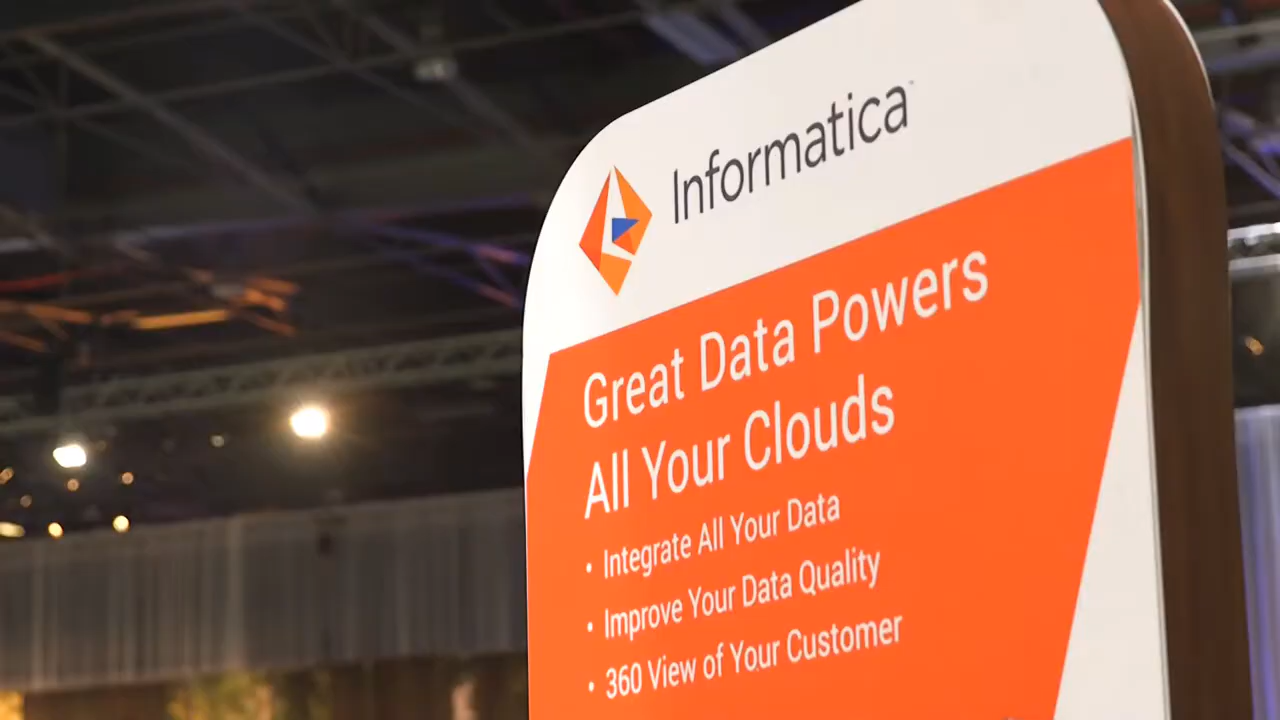 Informatica
Great Data Powers
All Your Clouds
• Integrate All Your Data
• Improve Your Data Quality
• 360 View of Your Customer